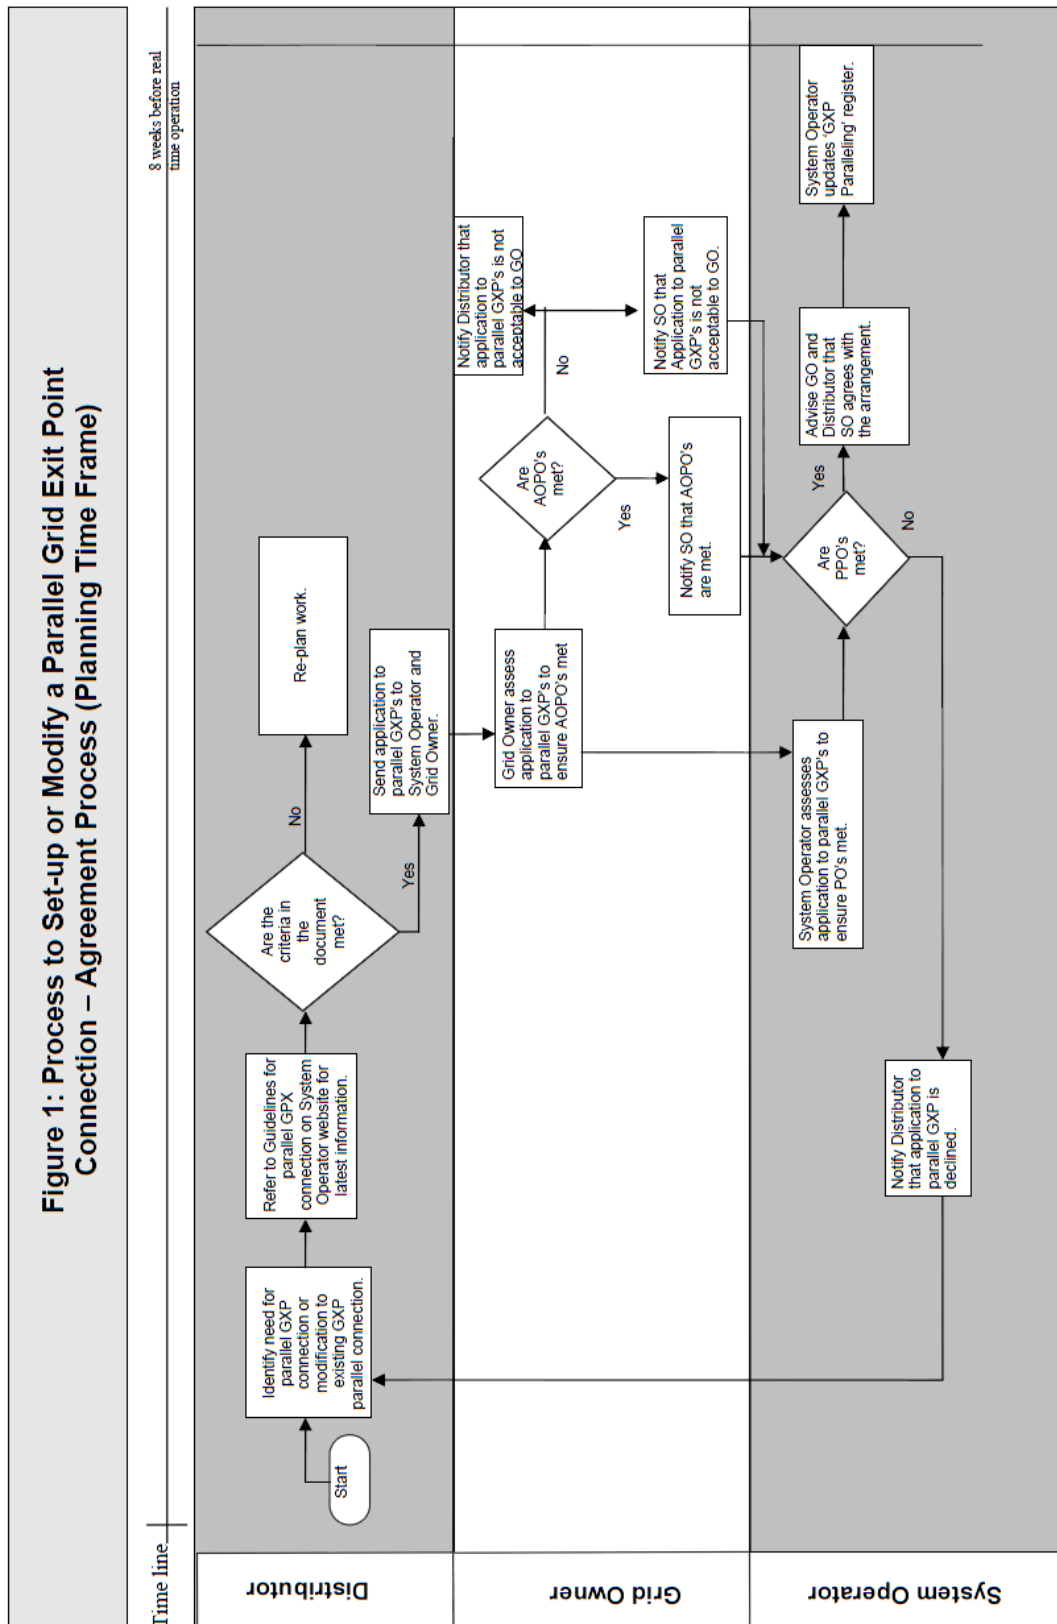 Figure 1: Process to Set-up or Modify a Parallel Grid Exit Point
Connection – Agreement Process (Planning Time Frame)
Time line
8 weeks before real
time operation
Distributor
Start
Identify need for
parallel GXP
connection or
modification to
existing GXP
parallel connection.
Refer to Guidelines for
parallel GPX
connection on System
Operator website for
latest information.
Are the
criteria in
the
document
met?
No
Re-plan work.
Yes
Send application to
parallel GXP's to
System Operator and
Grid Owner.
Grid Owner
Grid Owner assess
application to
parallel GXP's to
ensure AOPO's met
Are
AOPO's
met?
No
Notify Distributor that
application to
parallel GXP's is not
acceptable to GO
Yes
Notify SO that AOPO's
are met.
Notify SO that
Application to parallel
GXP's is not
acceptable to GO.
System Operator
System Operator assesses
application to parallel GXP's to
ensure PO's met.
Are
PPO's
met?
Yes
Advise GO and
Distributor that
SO agrees with
the arrangement.
System Operator
updates 'GXP
Paralleling' register.
No
Notify Distributor
that application to
parallel GXP is
declined.